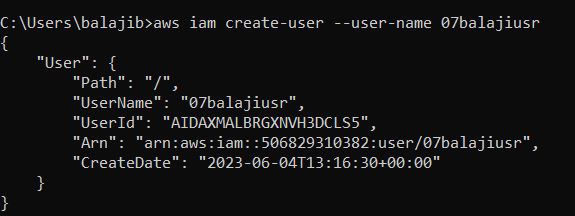 C:\Users\balajib>aws iam create-user --user-name 07balajiusr
{
    "User": {
        "Path": "/",
        "UserName": "07balajiusr",
        "UserId": "AIDAXMALBRGXNVH3DCLS5",
        "Arn": "arn:aws:iam::506829310382:user/07balajiusr",
        "CreateDate": "2023-06-04T13:16:30+00:00"
    }
}